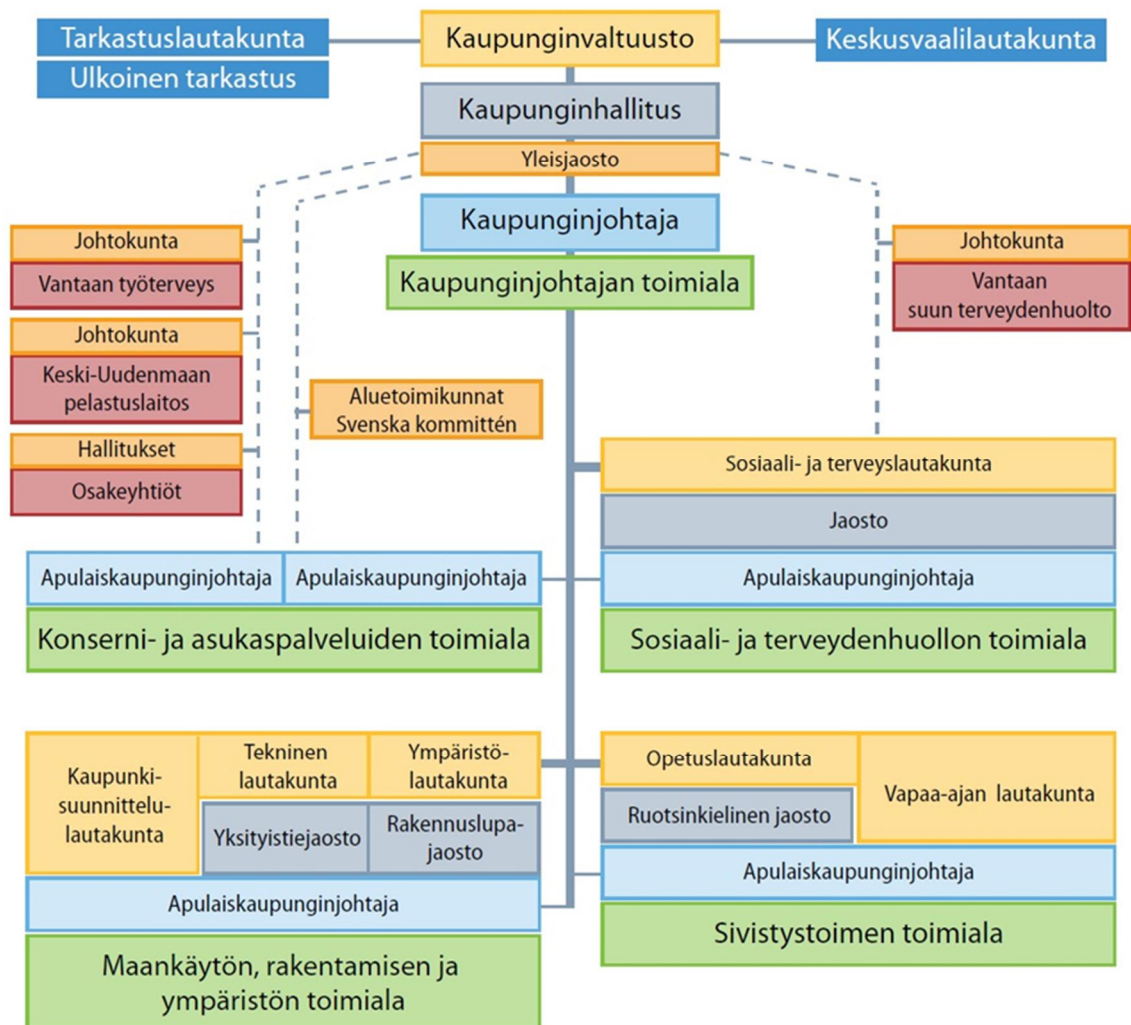 Tarkastuslautakunta
Kaupunginvaltuusto
Keskusvaalilautakunta
Ulkoinen tarkastus
Kaupunginhallitus
Yleisjaosto
Kaupunginjohtaja
Kaupunginjohtajan toimiala
Johtokunta
Vantaan työterveys
Johtokunta
Keski-Uudenmaan
pelastuslaitos
Hallitukset
Osakeyhtiöt
Aluetoimikunnat
Svenska kommittén
Johtokunta
Vantaan
suun terveydenhuolto
Apulaiskaupunginjohtaja
Apulaiskaupunginjohtaja
Konserni- ja asukaspalveluiden toimiala
Sosiaali- ja terveyslautakunta
Jaosto
Apulaiskaupunginjohtaja
Sosiaali- ja terveydenhuollon toimiala
Kaupunki-
suunnittelu-
lautakunta
Tekninen
lautakunta
Ympäristö-
lautakunta
Yksityistiejaosto
Rakennuslupa-
jaosto
Apulaiskaupunginjohtaja
Maankäytön, rakentamisen ja
ympäristön toimiala
Opetuslautakunta
Ruotsinkielinen jaosto
Vapaa-ajan lautakunta
Apulaiskaupunginjohtaja
Sivistystoimen toimiala